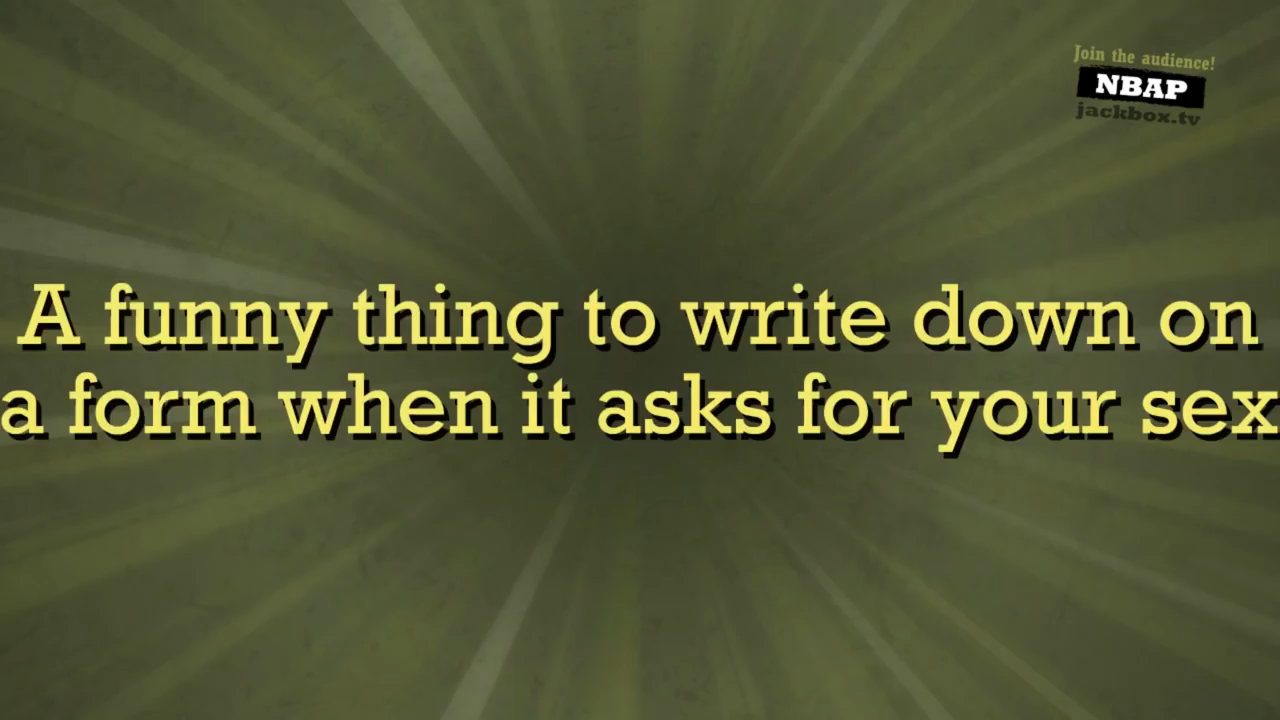 Join the audience!
NBAP
jackbox.tv
A funny thing to write down on
a form when it asks for your sex